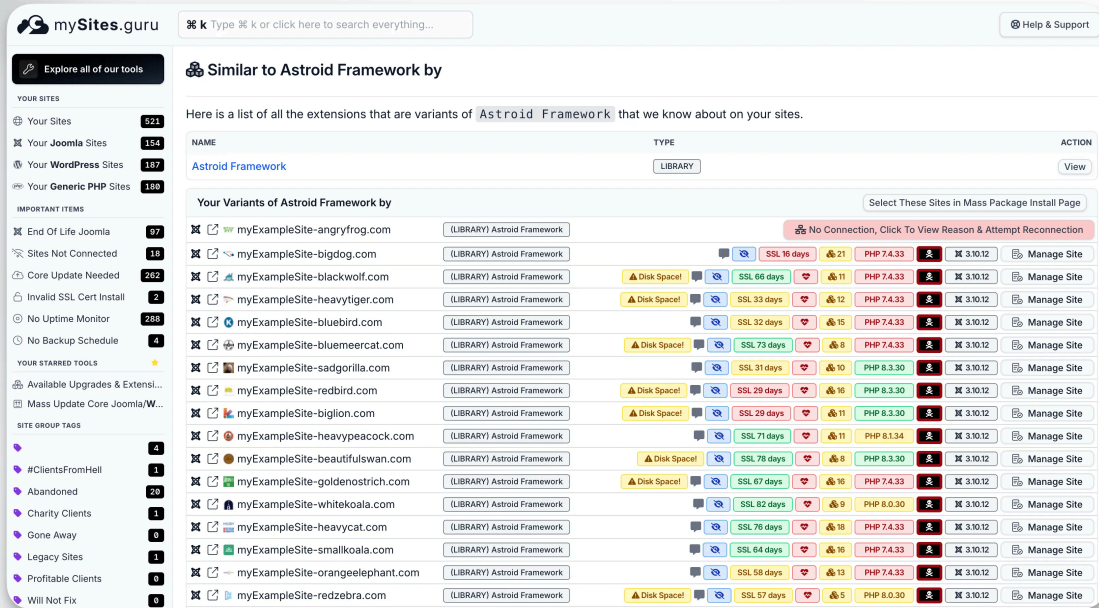 mySites.guru
⌘ k Type ⌘ k or click here to search everything...
Help & Support
Explore all of our tools
YOUR SITES
Your Sites 521
Your Joomla Sites 154
Your WordPress Sites 187
Your Generic PHP Sites 180
IMPORTANT ITEMS
End Of Life Joomla 97
Sites Not Connected 18
Core Update Needed 262
Invalid SSL Cert Install 2
No Uptime Monitor 288
No Backup Schedule 4
YOUR STARRED TOOLS
Available Upgrades & Extensi...
Mass Update Core Joomla/W...
SITE GROUP TAGS
4
#ClientsFromHell 1
Abandoned 20
Charity Clients 1
Gone Away 0
Legacy Sites 1
Profitable Clients 0
Will Not Fix 0
Similar to Astroid Framework by
Here is a list of all the extensions that are variants of Astroid Framework that we know about on your sites.
NAME TYPE ACTION
Astroid Framework LIBRARY View
Your Variants of Astroid Framework by Select These Sites in Mass Package Install Page
myExampleSite-angryfrog.com (LIBRARY) Astroid Framework No Connection, Click To View Reason & Attempt Reconnection
myExampleSite-bigdog.com (LIBRARY) Astroid Framework SSL 16 days 21 PHP 7.4.33 3.10.12 Manage Site
myExampleSite-blackwolf.com (LIBRARY) Astroid Framework Disk Space! SSL 66 days 11 PHP 7.4.33 3.10.12 Manage Site
myExampleSite-heavytiger.com (LIBRARY) Astroid Framework Disk Space! SSL 33 days 12 PHP 7.4.33 3.10.12 Manage Site
myExampleSite-bluebird.com (LIBRARY) Astroid Framework SSL 32 days 15 PHP 7.4.33 3.10.12 Manage Site
myExampleSite-bluemeercat.com (LIBRARY) Astroid Framework Disk Space! SSL 73 days 8 PHP 7.4.33 3.10.12 Manage Site
myExampleSite-sadgorilla.com (LIBRARY) Astroid Framework SSL 31 days 10 PHP 8.3.30 3.10.12 Manage Site
myExampleSite-redbird.com (LIBRARY) Astroid Framework Disk Space! SSL 29 days 16 PHP 8.3.30 3.10.12 Manage Site
myExampleSite-biglion.com (LIBRARY) Astroid Framework Disk Space! SSL 29 days 11 PHP 8.3.30 3.10.12 Manage Site
myExampleSite-heavypeacock.com (LIBRARY) Astroid Framework SSL 71 days 11 PHP 8.1.34 3.10.12 Manage Site
myExampleSite-beautifulswan.com (LIBRARY) Astroid Framework Disk Space! SSL 78 days 8 PHP 8.3.30 3.10.12 Manage Site
myExampleSite-goldenostrich.com (LIBRARY) Astroid Framework Disk Space! SSL 67 days 16 PHP 7.4.33 3.10.12 Manage Site
myExampleSite-whitekoala.com (LIBRARY) Astroid Framework SSL 82 days 9 PHP 8.0.30 3.10.12 Manage Site
myExampleSite-heavycat.com (LIBRARY) Astroid Framework SSL 76 days 18 PHP 7.4.33 3.10.12 Manage Site
myExampleSite-smallkoala.com (LIBRARY) Astroid Framework SSL 64 days 16 PHP 7.4.33 3.10.12 Manage Site
myExampleSite-orangeelephant.com (LIBRARY) Astroid Framework SSL 58 days 13 PHP 7.4.33 3.10.12 Manage Site
myExampleSite-redzebra.com (LIBRARY) Astroid Framework Disk Space! SSL 57 days 5 PHP 8.0.30 3.10.12 Manage Site